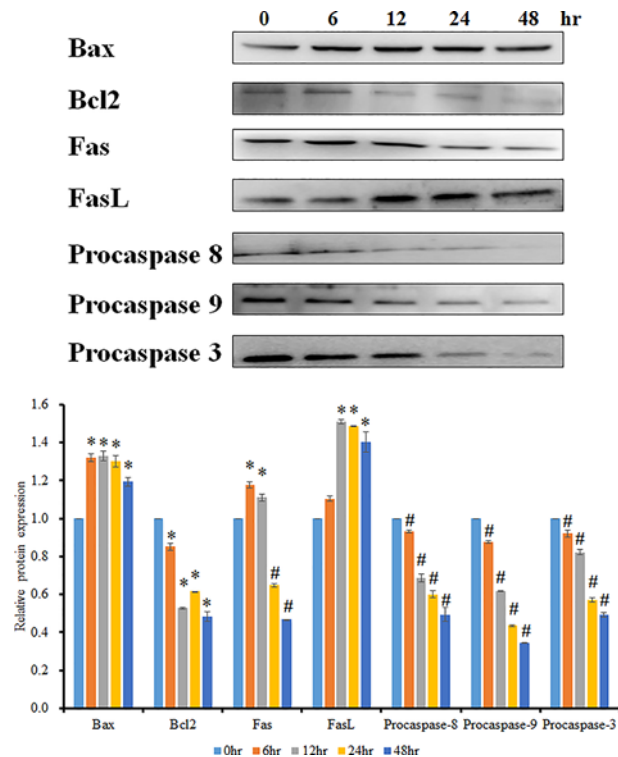 0 6 12 24 48 hr
Bax
Bcl2
Fas
FasL
Procaspase 8
Procaspase 9
Procaspase 3
1.6
1.4
1.2
1.0
0.8
0.6
0.4
0.2
0.0
Relative protein expression
* * * *
* * * *
* * # #
* * *
# # # #
# # # #
# # # #
Bax Bcl2 Fas FasL Procaspase-8 Procaspase-9 Procaspase-3
0hr 6hr 12hr 24hr 48hr